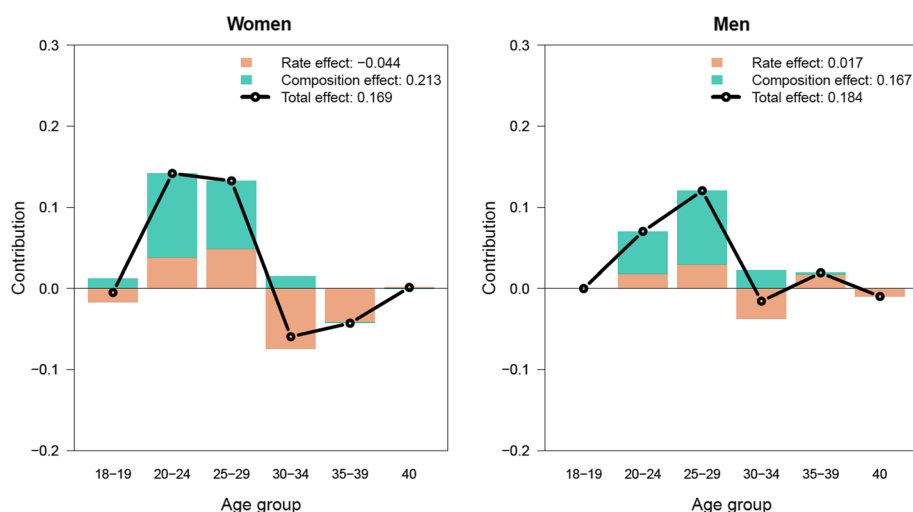 Women
0.3
0.2
0.1
0.0
−0.1
−0.2
Contribution
Rate effect: −0.044
Composition effect: 0.213
Total effect: 0.169
18−19
20−24
25−29
30−34
35−39
40
Age group
Men
0.3
0.2
0.1
0.0
−0.1
−0.2
Contribution
Rate effect: 0.017
Composition effect: 0.167
Total effect: 0.184
18−19
20−24
25−29
30−34
35−39
40
Age group